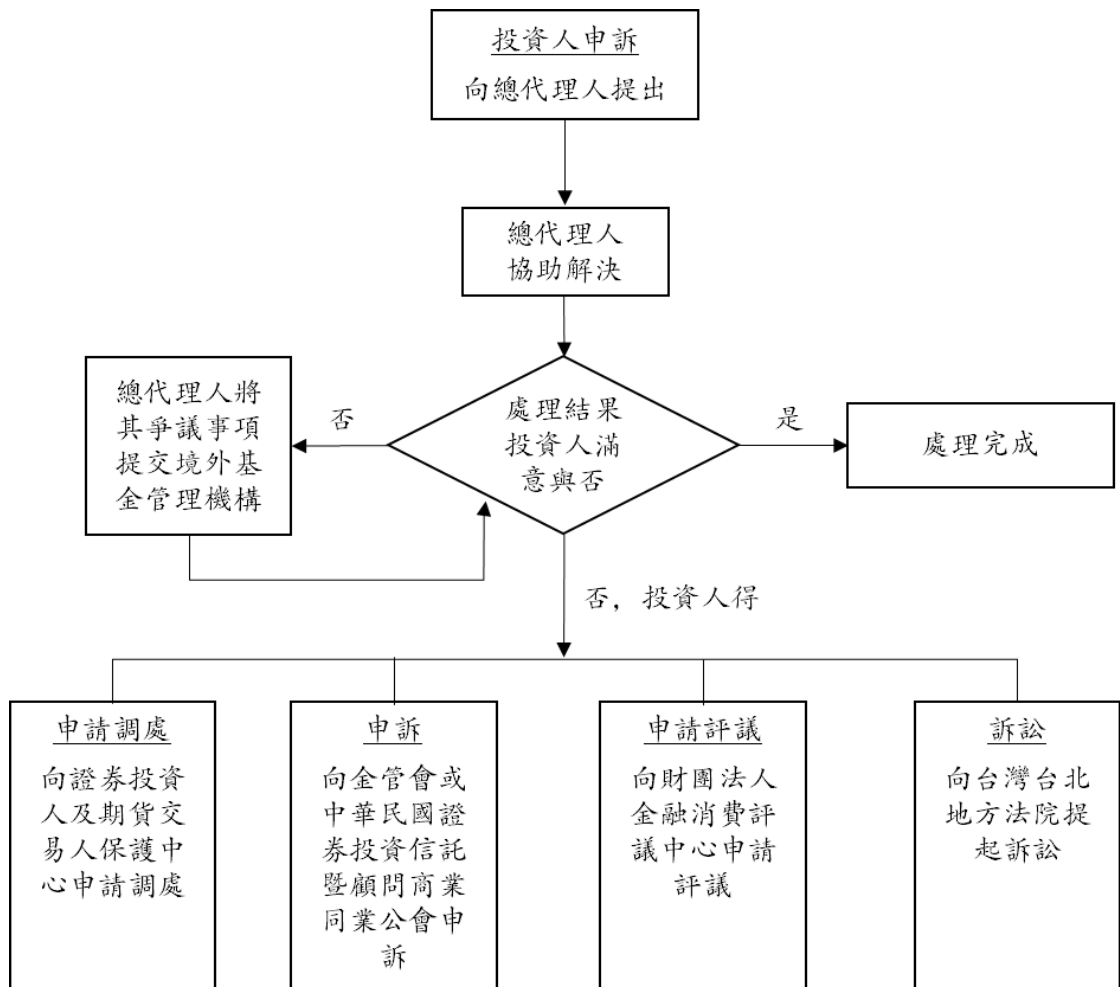 投資人申訴
向總代理人提出
總代理人
協助解決
總代理人將
其爭議事項
提交境外基
金管理機構
否
處理結果
投資人滿
意與否
是
處理完成
否，投資人得
申請調處
向證券投資
人及期貨交
易人保護中
心申請調處
申訴
向金管會或
中華民國證
券投資信託
暨顧問商業
同業公會申
訴
申請評議
向財團法人
金融消費評
議中心申請
評議
訴訟
向台灣台北
地方法院提
起訴訟